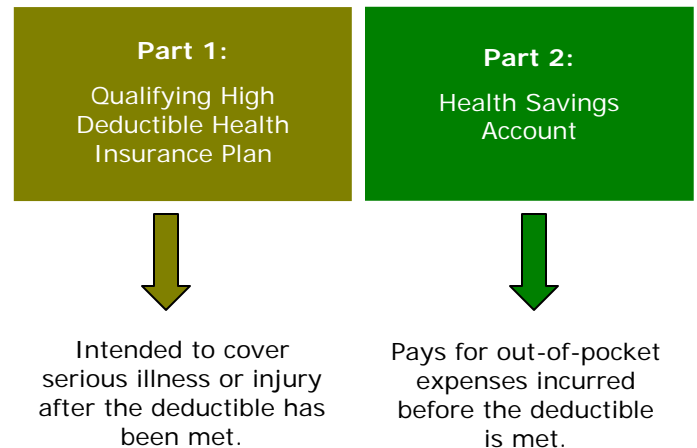 Part 1:
Qualifying High
Deductible Health
Insurance Plan
Part 2:
Health Savings
Account
Intended to cover
serious illness or injury
after the deductible has
been met.
Pays for out-of-pocket
expenses incurred
before the deductible
is met.